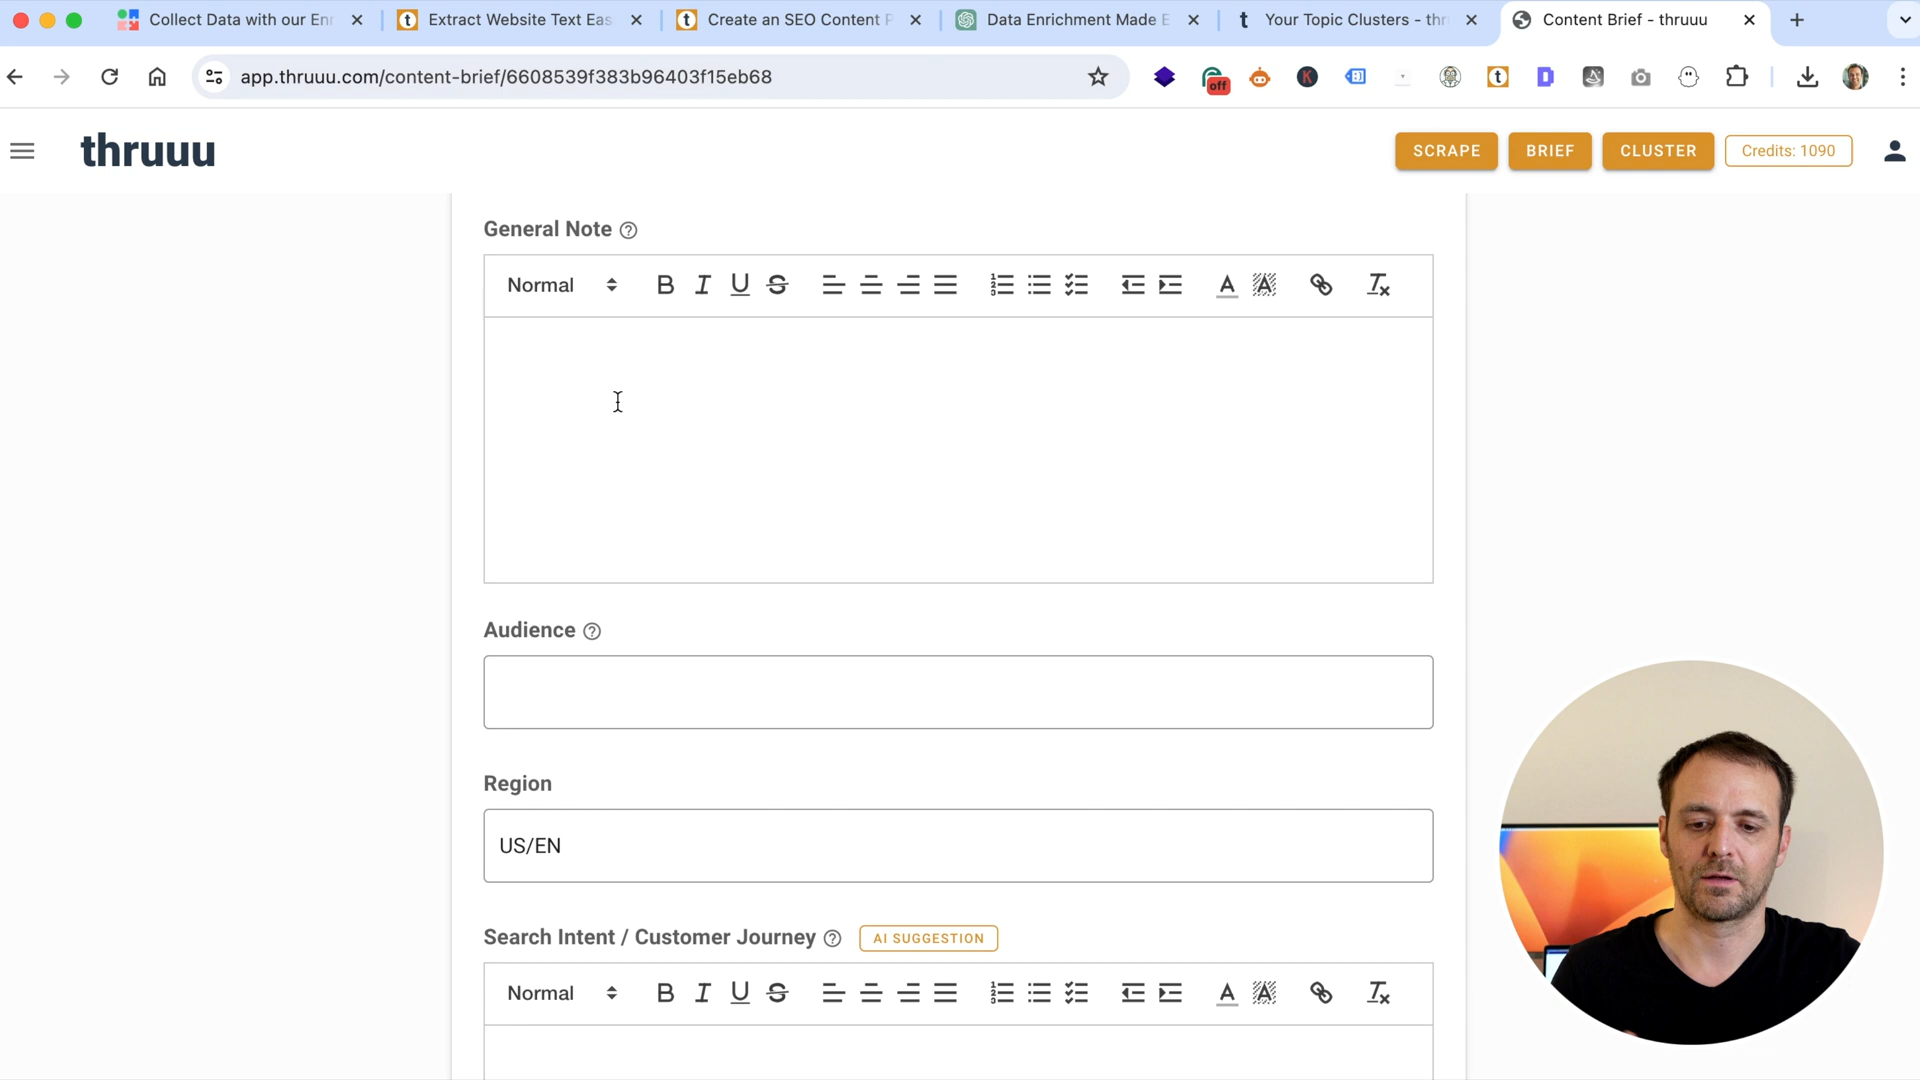 Collect Data with our Enr
Extract Website Text Eas
Create an SEO Content P
Data Enrichment Made E
Your Topic Clusters - thr
Content Brief - thruuu
app.thruuu.com/content-brief/6608539f383b96403f15eb68
off
thruuu
SCRAPE
BRIEF
CLUSTER
Credits: 1090
General Note
Normal
Audience
Region
US/EN
Search Intent / Customer Journey
AI SUGGESTION
Normal